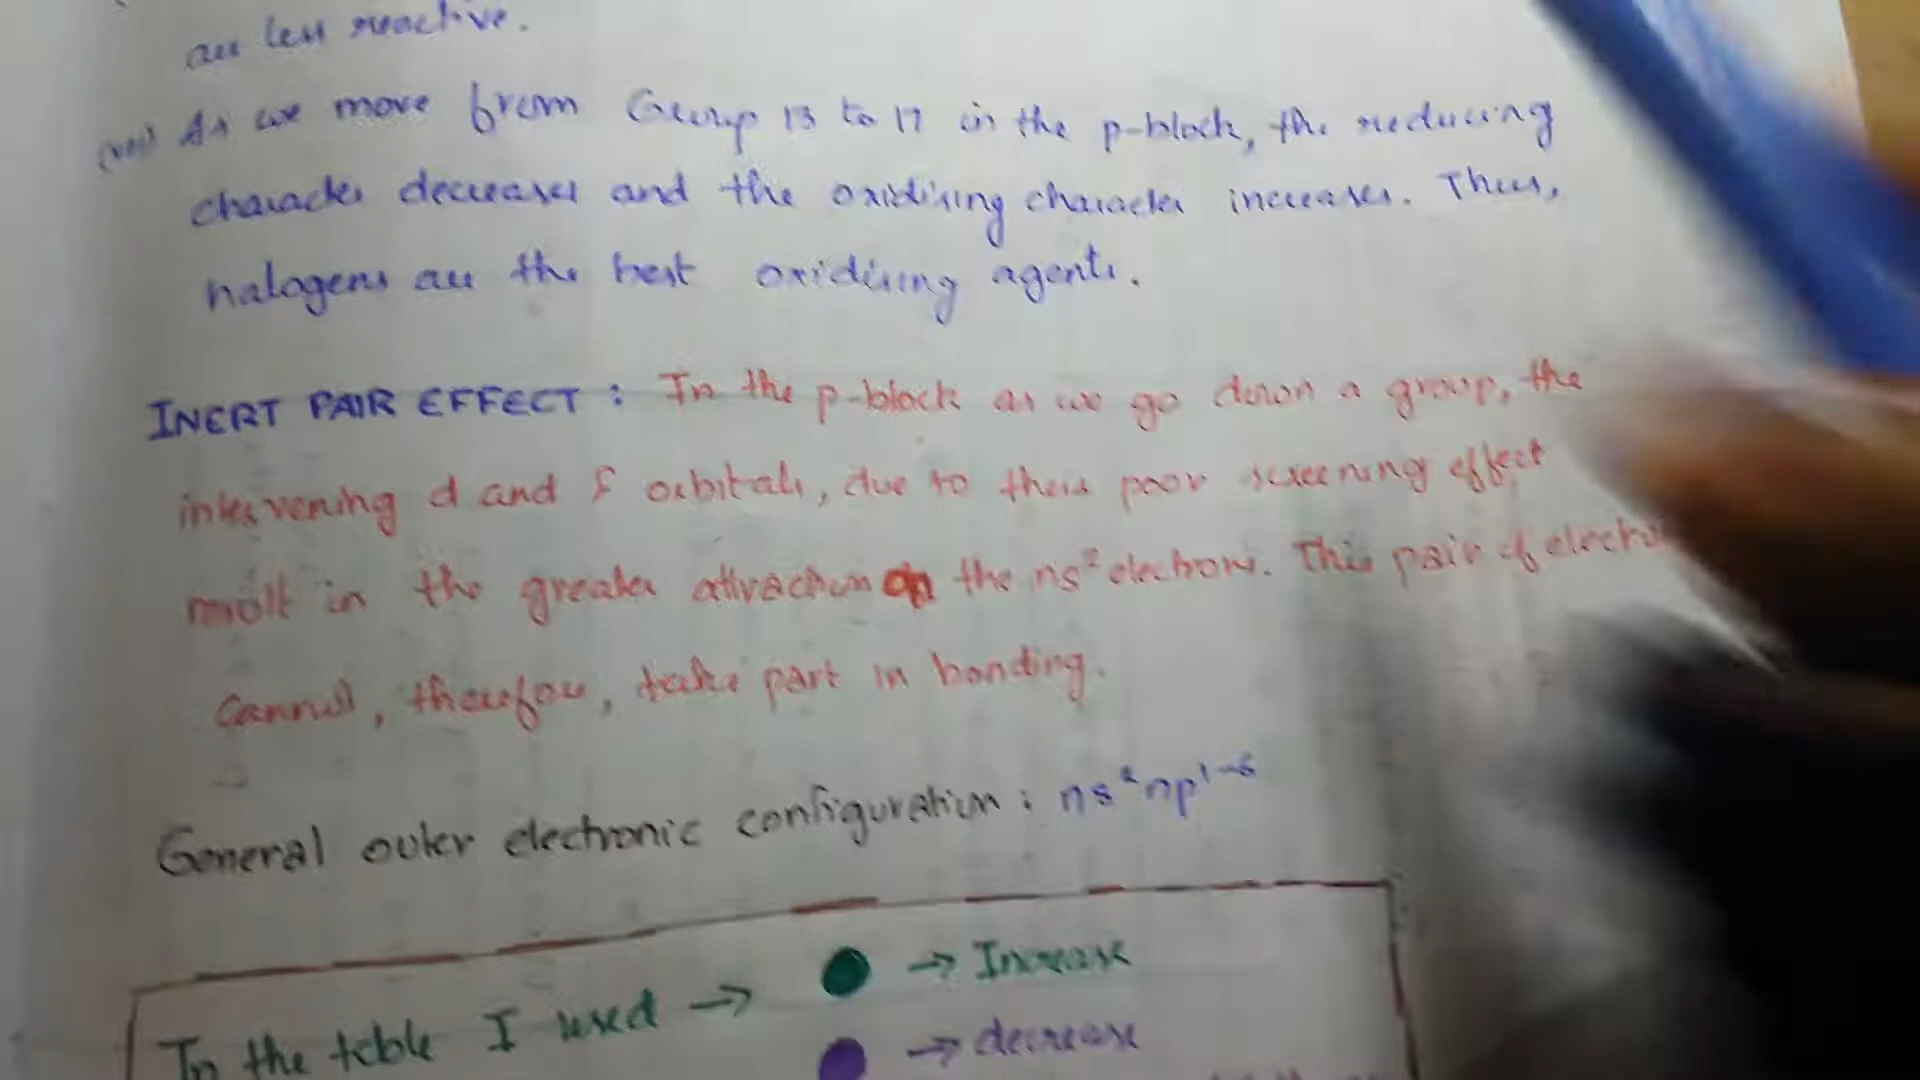 are less reactive.
(vii) As we move from Group 13 to 17 in the p-block, the reducing
character decreases and the oxidising character increases. Thus,
halogens are the best oxidising agents.
INERT PAIR EFFECT : In the p-block as we go down a group, the
intervening d and f orbitals, due to their poor screening effect
result in the greater attraction on the ns² electrons. This pair of electro
cannot, therefore, take part in bonding.
General outer electronic configuration : ns²np¹⁻⁶
In the table I used → → Increase
→ decrease